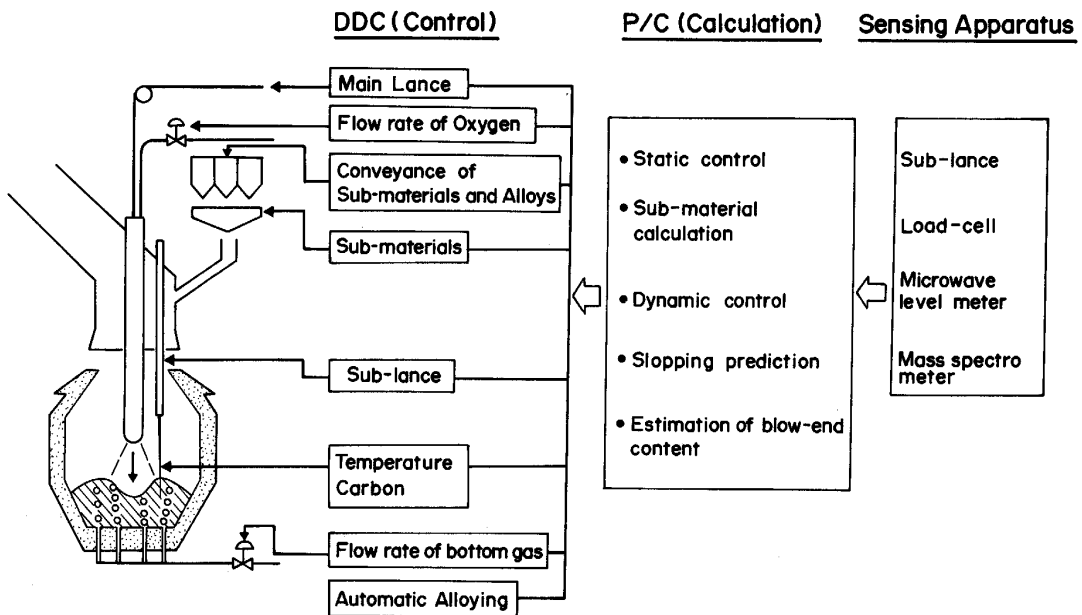 DDC (Control)
P/C (Calculation)
Sensing Apparatus
Main Lance
Flow rate of Oxygen
Conveyance of
Sub-materials and Alloys
Sub-materials
Sub-lance
Temperature
Carbon
Flow rate of bottom gas
Automatic Alloying
• Static control
• Sub-material
calculation
• Dynamic control
• Slopping prediction
• Estimation of blow-end
content
Sub-lance
Load-cell
Microwave
level meter
Mass spectro
meter